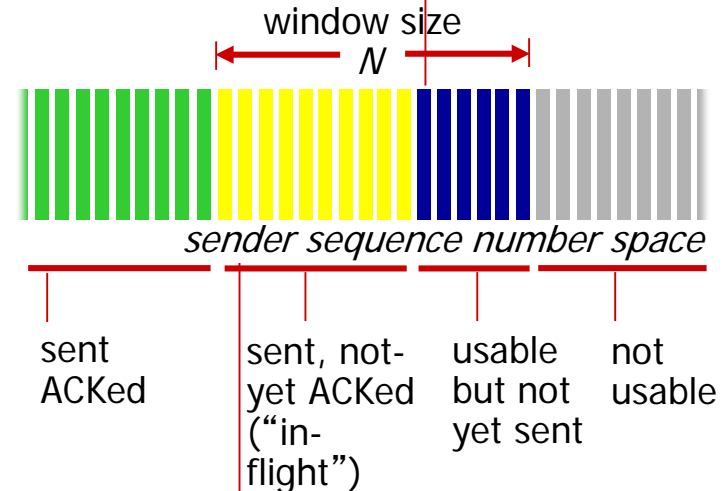 window size
N
sender sequence number space
sent
ACKed
sent, not-
yet ACKed
(“in-
flight”)
usable
but not
yet sent
not
usable